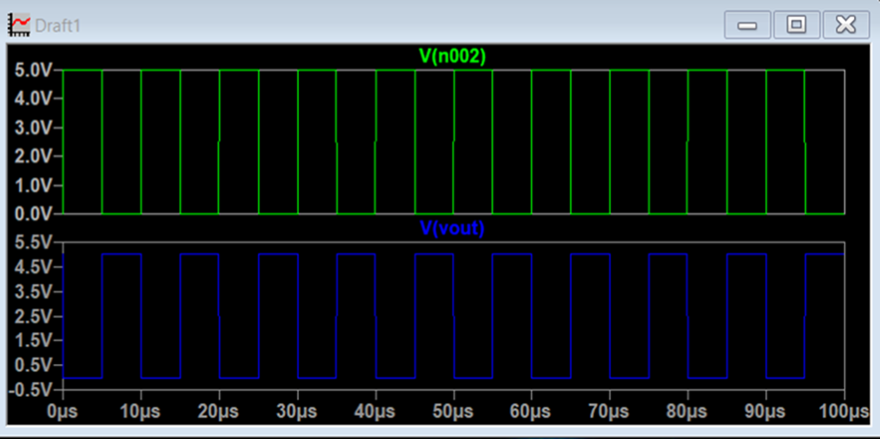 Draft1
V(n002)
5.0V
4.0V
3.0V
2.0V
1.0V
0.0V
V(vout)
5.5V
4.5V
3.5V
2.5V
1.5V
0.5V
-0.5V
0µs 10µs 20µs 30µs 40µs 50µs 60µs 70µs 80µs 90µs 100µs